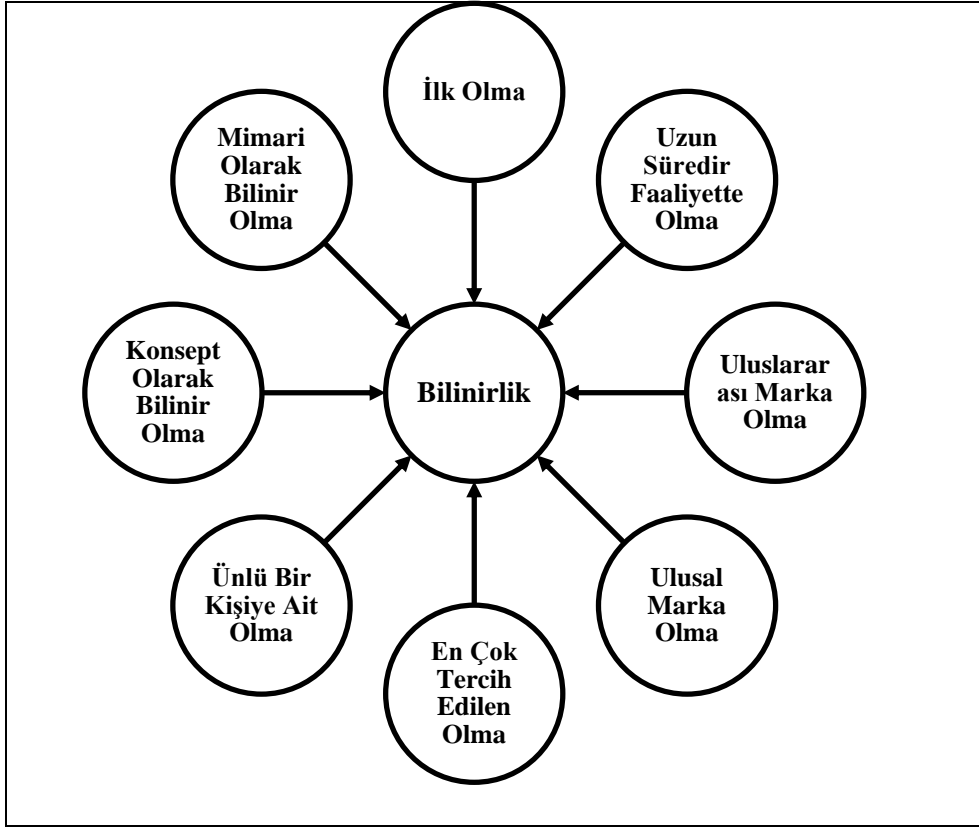 İlk Olma
Uzun
Süredir
Faaliyette
Olma
Uluslarar
ası Marka
Olma
Ulusal
Marka
Olma
En Çok
Tercih
Edilen
Olma
Ünlü Bir
Kişiye Ait
Olma
Konsept
Olarak
Bilinir
Olma
Mimari
Olarak
Bilinir
Olma
Bilinirlik